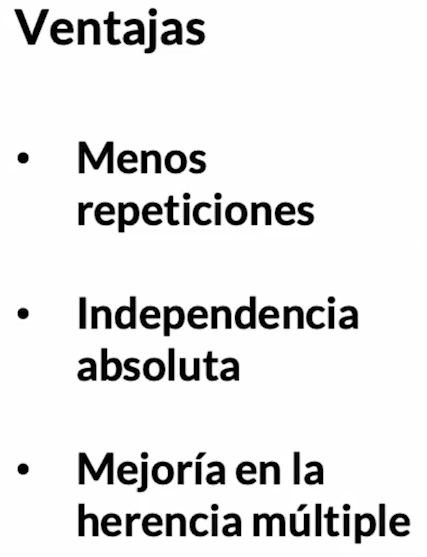 Ventajas
• Menos
repeticiones
• Independencia
absoluta
• Mejoría en la
herencia múltiple